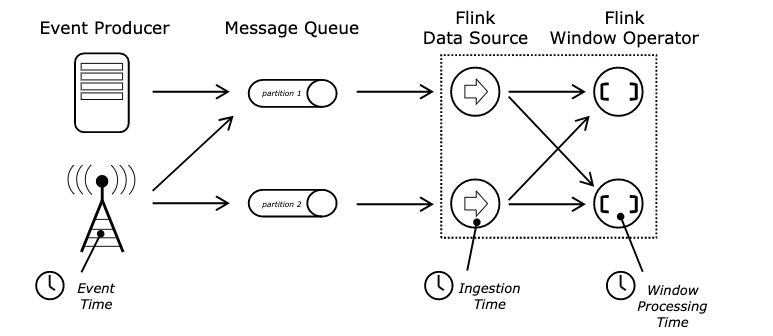 Event Producer
Message Queue
Flink
Data Source
Flink
Window Operator
partition 1
partition 2
Event
Time
Ingestion
Time
Window
Processing
Time